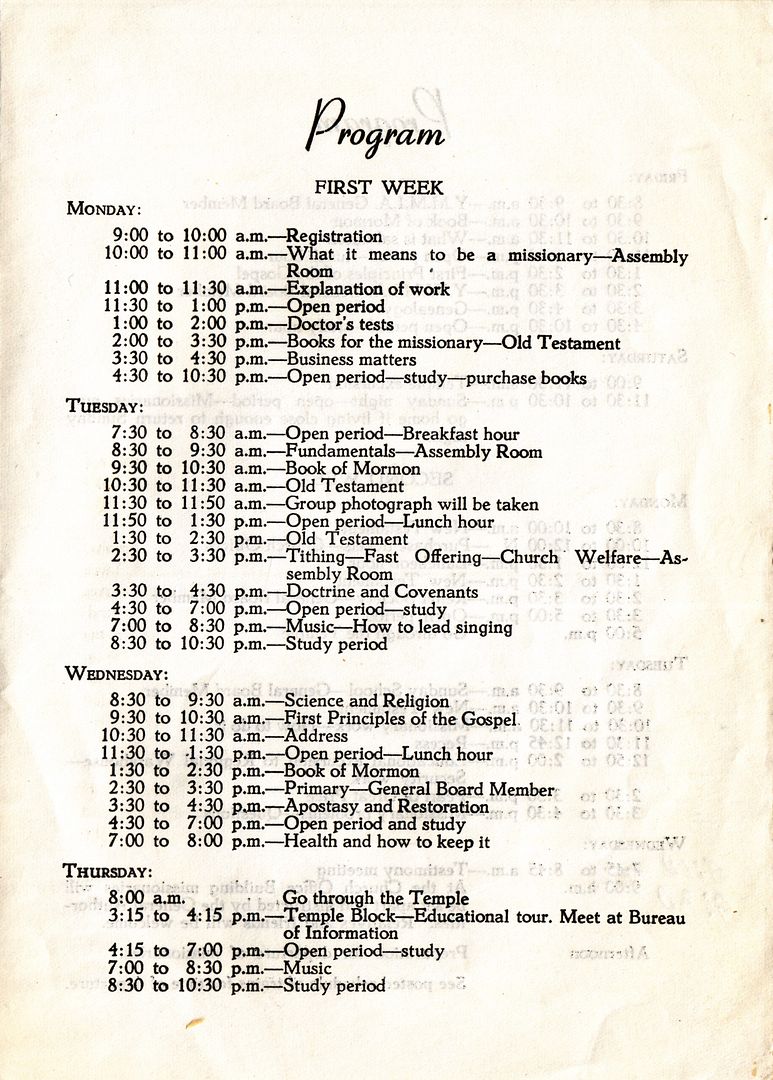 Program
FIRST WEEK
MONDAY:
9:00 to 10:00 a.m.—Registration
10:00 to 11:00 a.m.—What it means to be a missionary—Assembly
Room
11:00 to 11:30 a.m.—Explanation of work
11:30 to 1:00 p.m.—Open period
1:00 to 2:00 p.m.—Doctor's tests
2:00 to 3:30 p.m.—Books for the missionary—Old Testament
3:30 to 4:30 p.m.—Business matters
4:30 to 10:30 p.m.—Open period—study—purchase books
TUESDAY:
7:30 to 8:30 a.m.—Open period—Breakfast hour
8:30 to 9:30 a.m.—Fundamentals—Assembly Room
9:30 to 10:30 a.m.—Book of Mormon
10:30 to 11:30 a.m.—Old Testament
11:30 to 11:50 a.m.—Group photograph will be taken
11:50 to 1:30 p.m.—Open period—Lunch hour
1:30 to 2:30 p.m.—Old Testament
2:30 to 3:30 p.m.—Tithing—Fast Offering—Church Welfare—As-
sembly Room
3:30 to 4:30 p.m.—Doctrine and Covenants
4:30 to 7:00 p.m.—Open period—study
7:00 to 8:30 p.m.—Music—How to lead singing
8:30 to 10:30 p.m.—Study period
WEDNESDAY:
8:30 to 9:30 a.m.—Science and Religion
9:30 to 10:30 a.m.—First Principles of the Gospel
10:30 to 11:30 a.m.—Address
11:30 to 1:30 p.m.—Open period—Lunch hour
1:30 to 2:30 p.m.—Book of Mormon
2:30 to 3:30 p.m.—Primary—General Board Member
3:30 to 4:30 p.m.—Apostasy and Restoration
4:30 to 7:00 p.m.—Open period and study
7:00 to 8:00 p.m.—Health and how to keep it
THURSDAY:
8:00 a.m. Go through the Temple
3:15 to 4:15 p.m.—Temple Block—Educational tour. Meet at Bureau
of Information
4:15 to 7:00 p.m.—Open period—study
7:00 to 8:30 p.m.—Music
8:30 to 10:30 p.m.—Study period